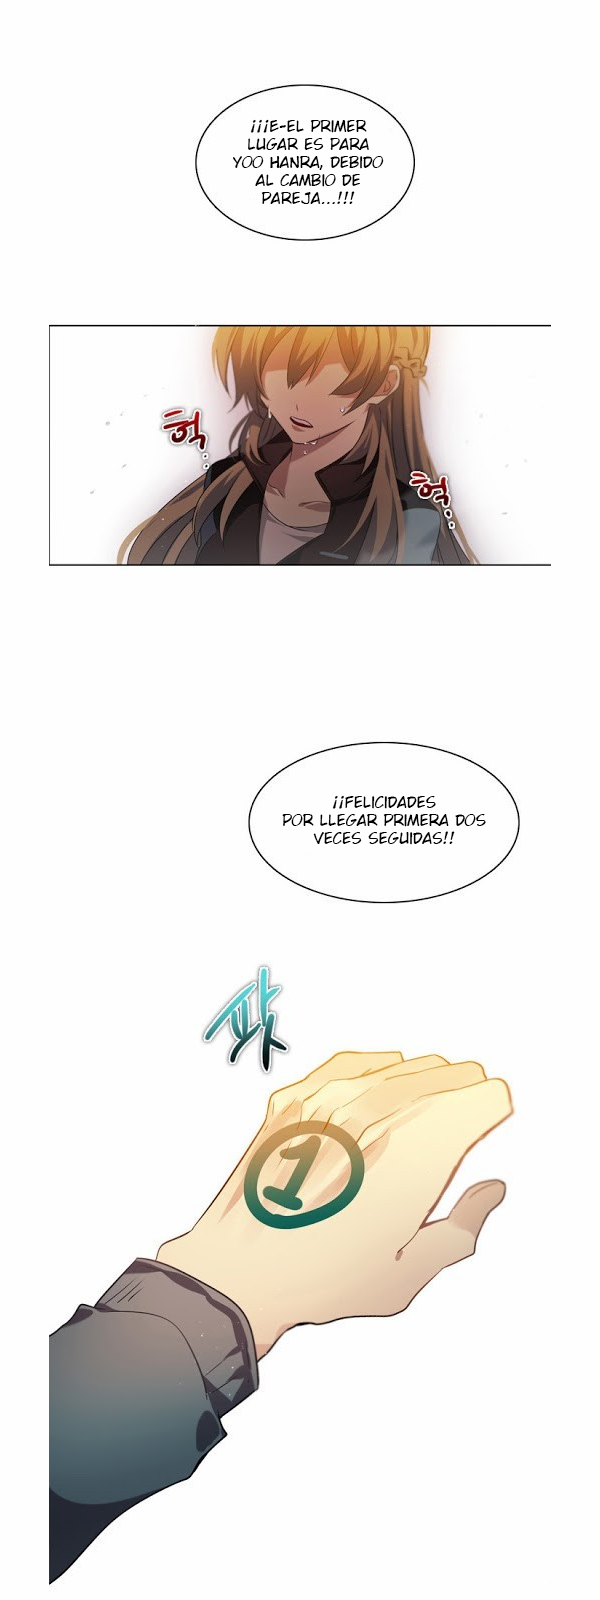 ¡¡¡E-EL PRIMER
LUGAR ES PARA
YOO HANRA, DEBIDO
AL CAMBIO DE
PAREJA...!!!
헉...
헉...
¡¡FELICIDADES
POR LLEGAR PRIMERA DOS
VECES SEGUIDAS!!
팟
1